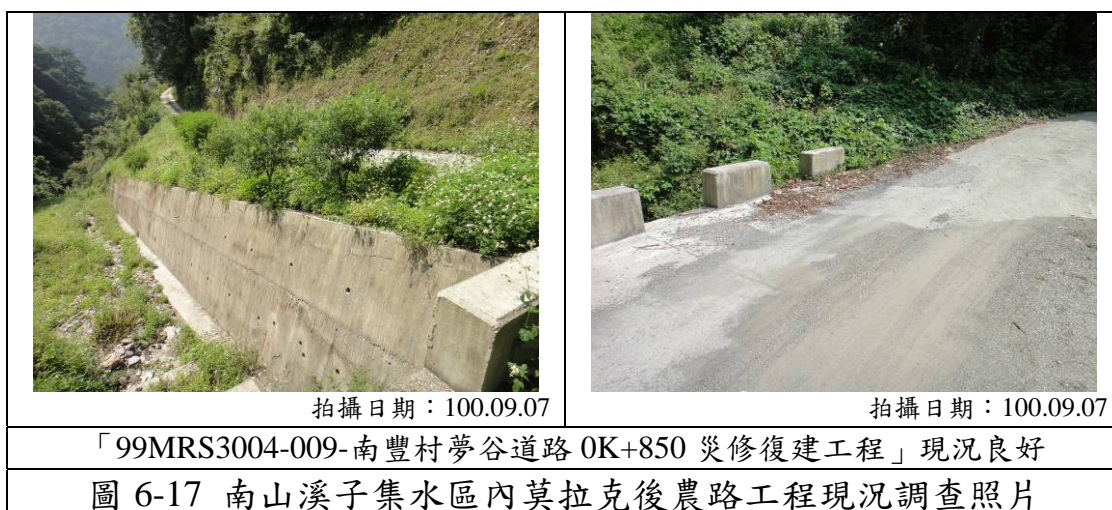 拍攝日期：100.09.07
拍攝日期：100.09.07
「99MRS3004-009-南豐村夢谷道路 0K+850 災修復建工程」現況良好
圖 6-17 南山溪子集水區內莫拉克後農路工程現況調查照片